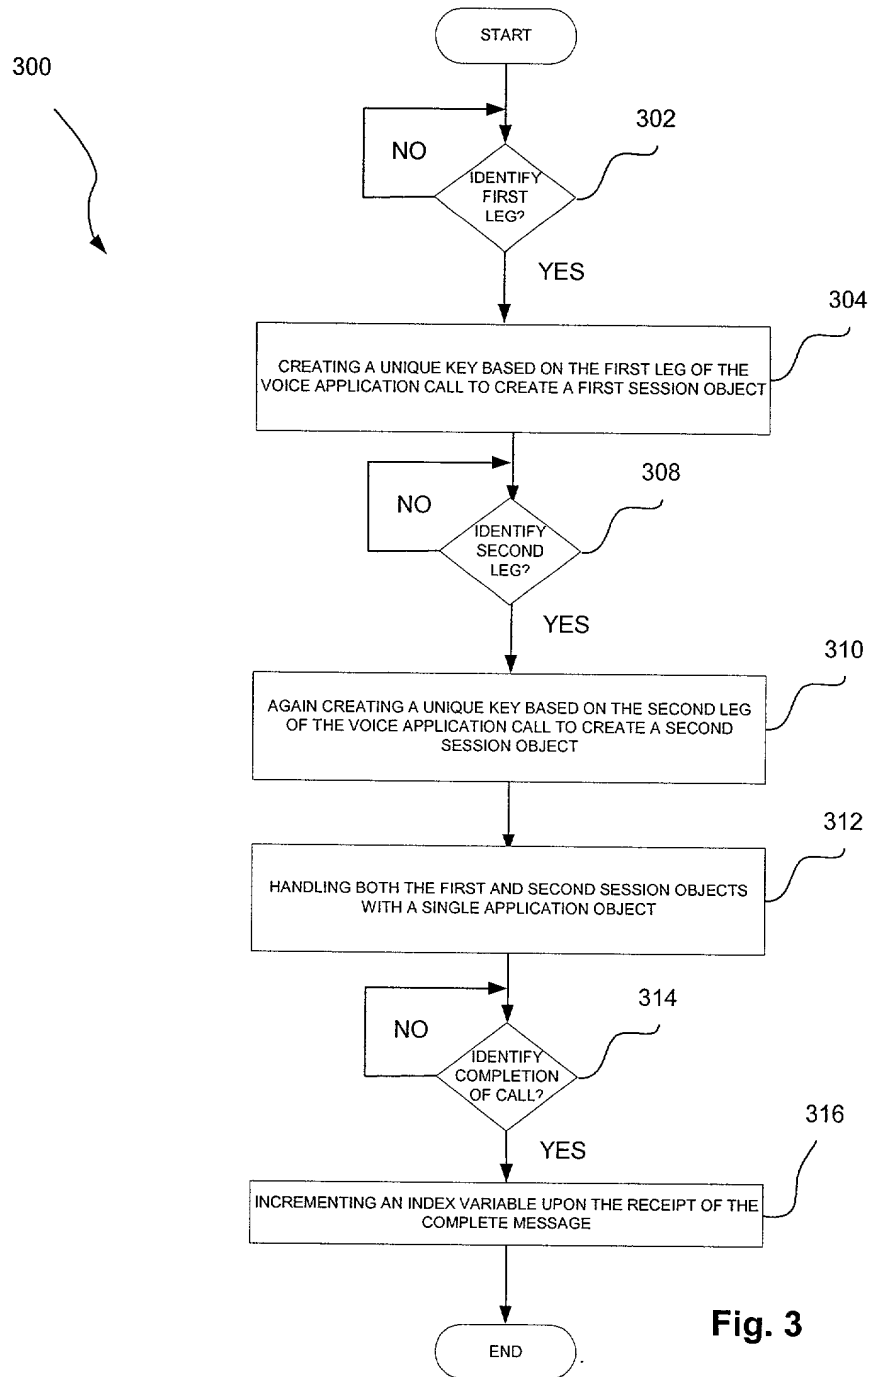 START
300
302
NO
IDENTIFY
FIRST
LEG?
YES
304
CREATING A UNIQUE KEY BASED ON THE FIRST LEG OF THE
VOICE APPLICATION CALL TO CREATE A FIRST SESSION OBJECT
308
NO
IDENTIFY
SECOND
LEG?
YES
310
AGAIN CREATING A UNIQUE KEY BASED ON THE SECOND LEG
OF THE VOICE APPLICATION CALL TO CREATE A SECOND
SESSION OBJECT
312
HANDLING BOTH THE FIRST AND SECOND SESSION OBJECTS
WITH A SINGLE APPLICATION OBJECT
314
NO
IDENTIFY
COMPLETION
OF CALL?
YES
316
INCREMENTING AN INDEX VARIABLE UPON THE RECEIPT OF THE
COMPLETE MESSAGE
Fig. 3
END